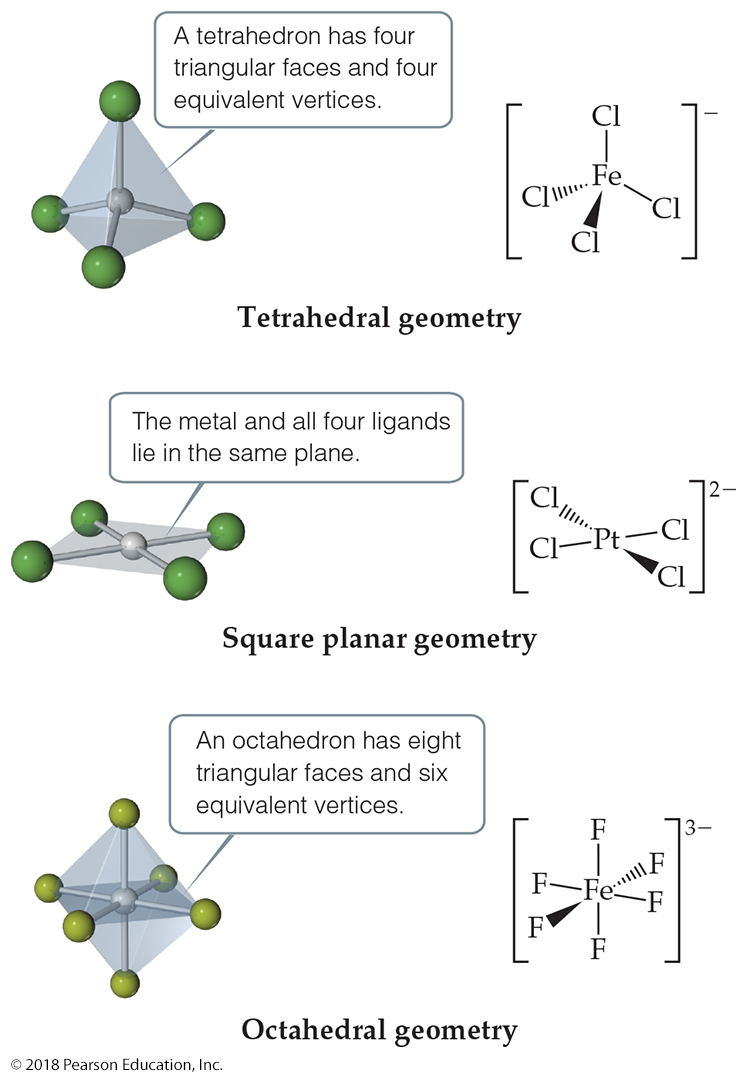 A tetrahedron has four
triangular faces and four
equivalent vertices.
Cl
−
Fe
Cl
Cl
Cl
Tetrahedral geometry
The metal and all four ligands
lie in the same plane.
2−
Cl
Cl
Pt
Cl
Cl
Square planar geometry
An octahedron has eight
triangular faces and six
equivalent vertices.
3−
F
F
F
Fe
F
F
F
Octahedral geometry
© 2018 Pearson Education, Inc.